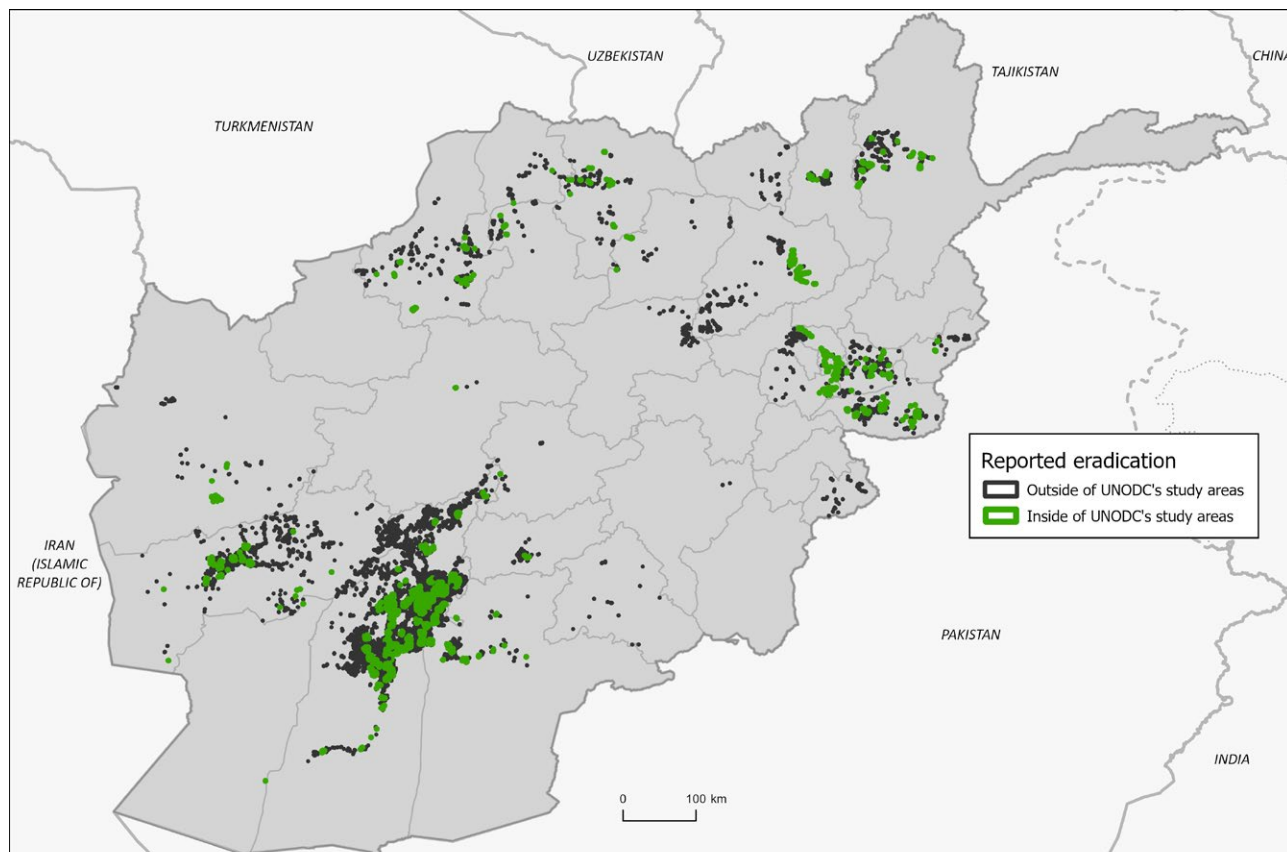 UZBEKISTAN
CHINA
TAJIKISTAN
TURKMENISTAN
Reported eradication
Outside of UNODC's study areas
Inside of UNODC's study areas
IRAN
(ISLAMIC
REPUBLIC OF)
PAKISTAN
INDIA
0 100 km